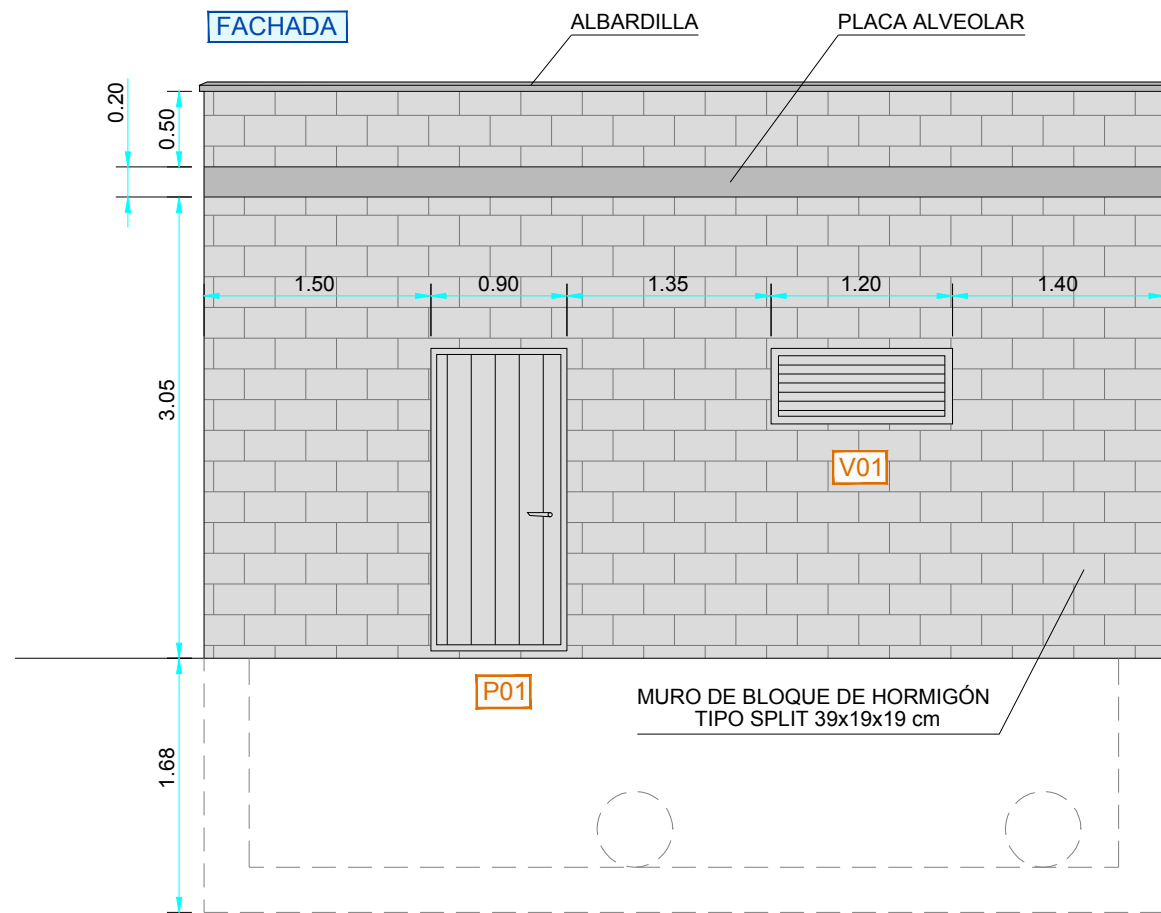 FACHADA
ALBARDILLA
PLACA ALVEOLAR
0.20
0.50
1.50
0.90
1.35
1.20
1.40
3.05
V01
P01
MURO DE BLOQUE DE HORMIGÓN
TIPO SPLIT 39x19x19 cm
1.68